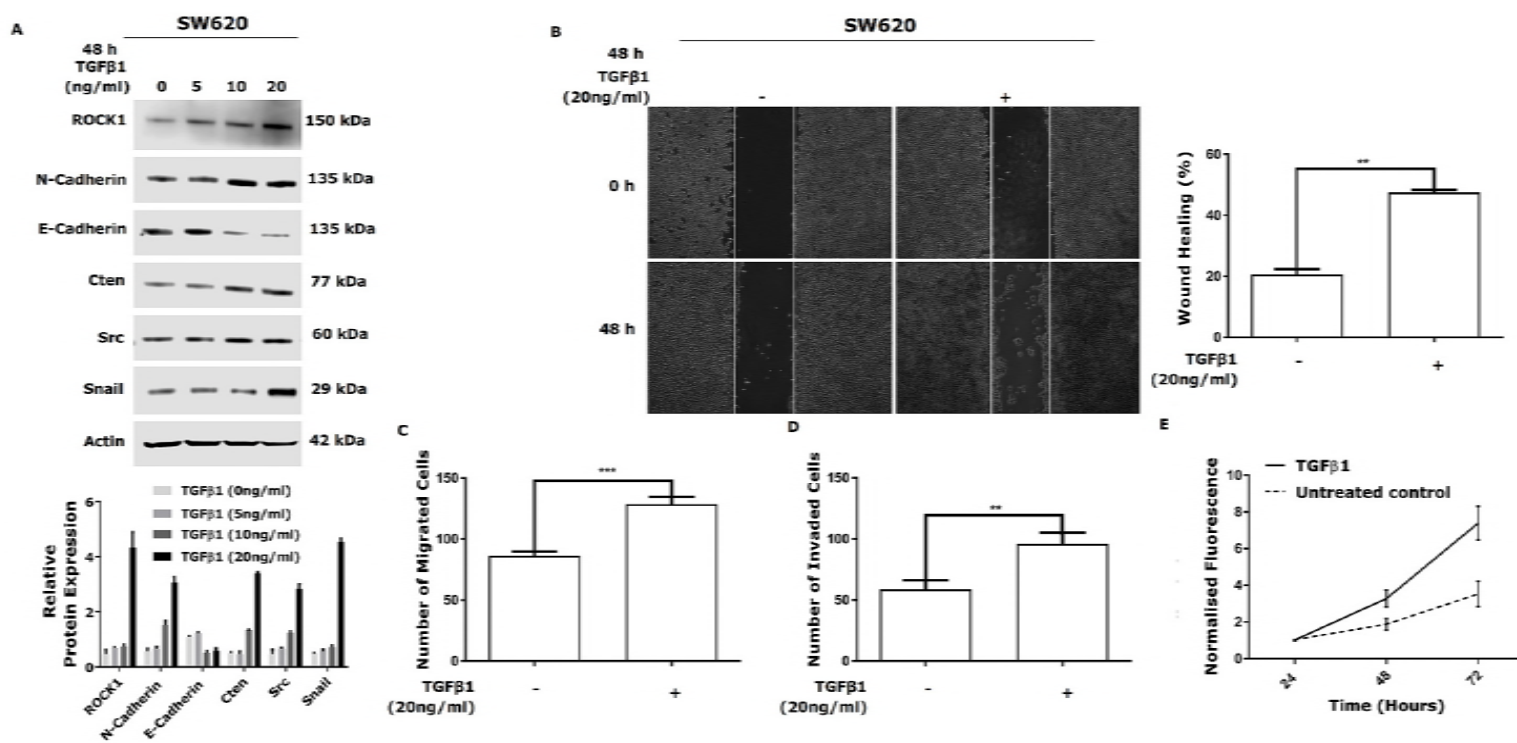 A
SW620
48 h
TGFβ1
(ng/ml)
0 5 10 20
ROCK1 150 kDa
N-Cadherin 135 kDa
E-Cadherin 135 kDa
Cten 77 kDa
Src 60 kDa
Snail 29 kDa
Actin 42 kDa
Relative
Protein Expression
6
4
2
0
TGFβ1 (0ng/ml)
TGFβ1 (5ng/ml)
TGFβ1 (10ng/ml)
TGFβ1 (20ng/ml)
ROCK1
N-Cadherin
E-Cadherin
Cten
Src
Snail
B
SW620
48 h
TGFβ1
(20ng/ml)
- +
0 h
48 h
Wound Healing (%)
60
40
20
0
**
TGFβ1
(20ng/ml)
- +
C
Number of Migrated Cells
150
100
50
0
***
TGFβ1
(20ng/ml)
- +
D
Number of Invaded Cells
150
100
50
0
**
TGFβ1
(20ng/ml)
- +
E
Normalised Fluorescence
10
8
6
4
2
0
TGFβ1
Untreated control
24
48
72
Time (Hours)